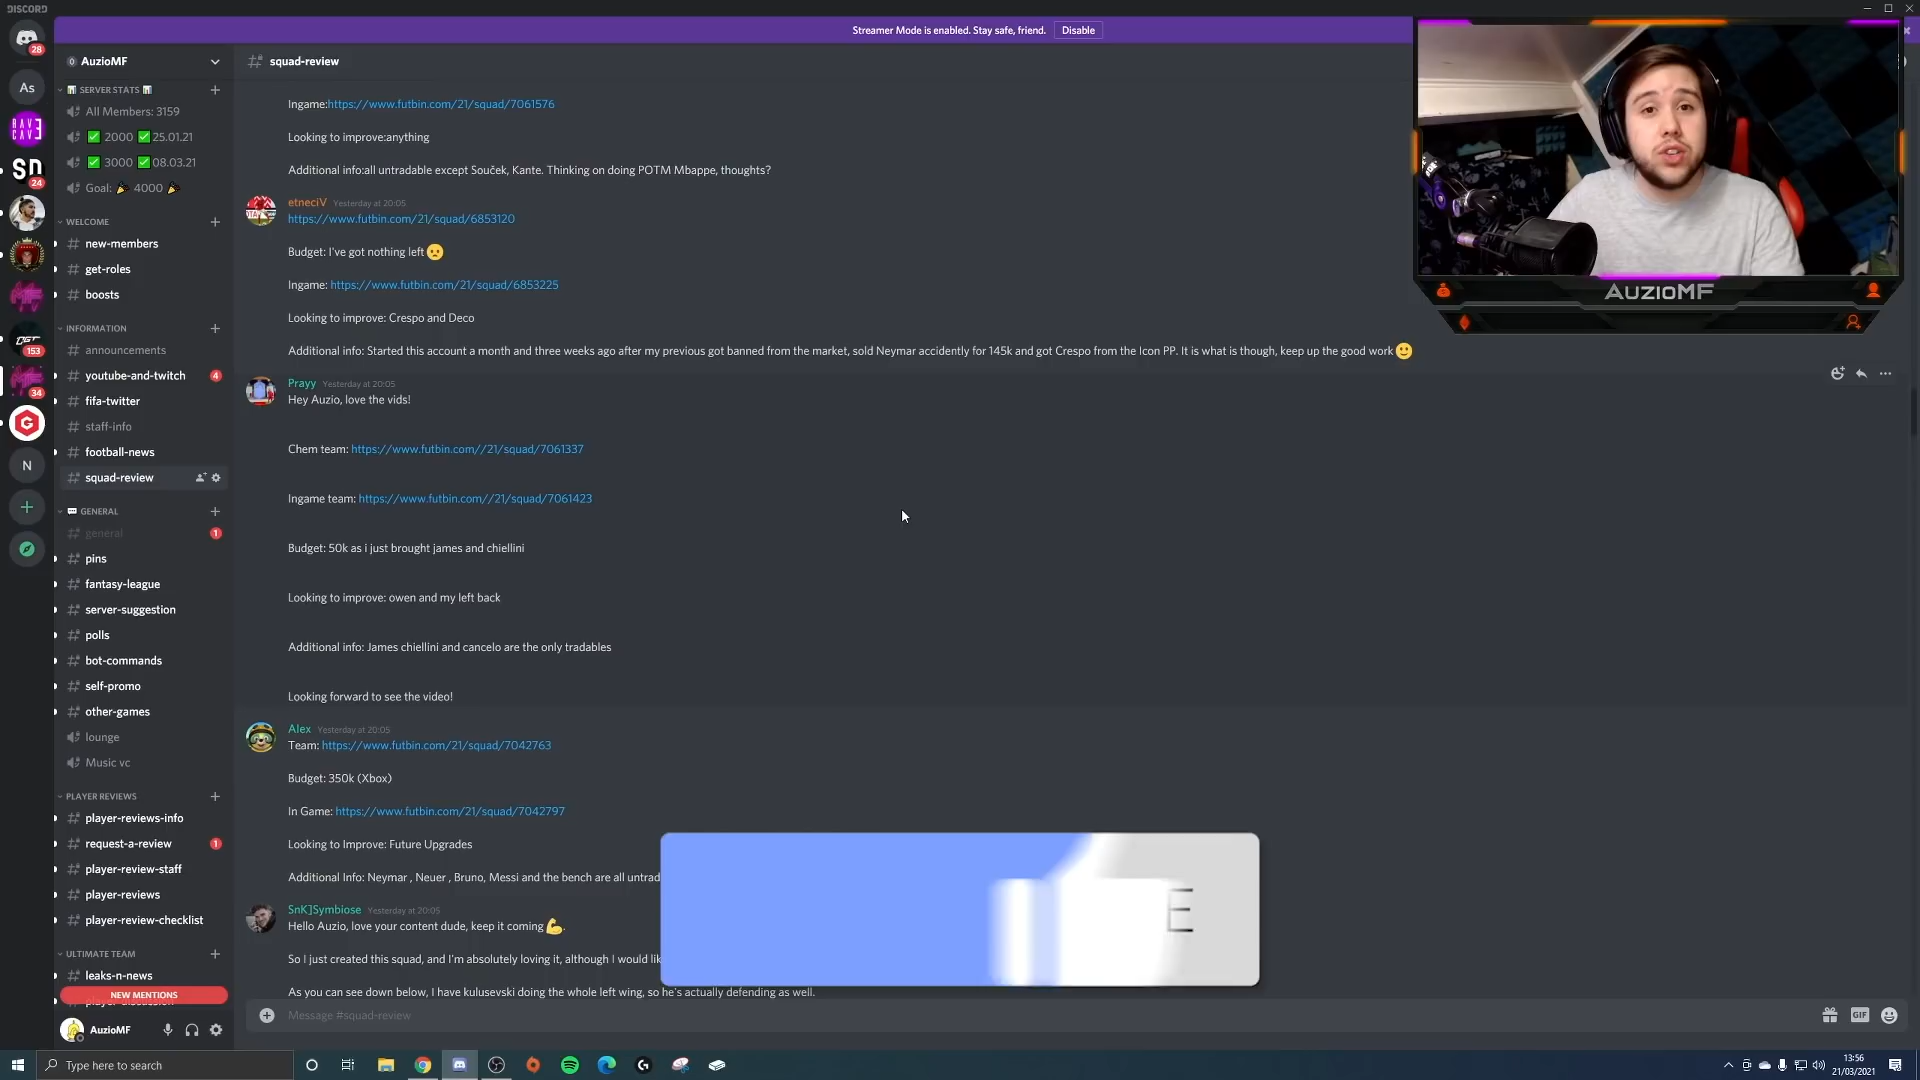 DISCORD
Streamer Mode is enabled. Stay safe, friend.
Disable
28
As
RAVE
CAVE
SN
24
DGT
153
34
N
AuzioMF
SERVER STATS
All Members: 3159
2000 25.01.21
3000 08.03.21
Goal: 4000
WELCOME
new-members
get-roles
boosts
INFORMATION
announcements
youtube-and-twitch
4
fifa-twitter
staff-info
football-news
squad-review
GENERAL
general
1
pins
fantasy-league
server-suggestion
polls
bot-commands
self-promo
other-games
lounge
Music vc
PLAYER REVIEWS
player-reviews-info
request-a-review
1
player-review-staff
player-reviews
player-review-checklist
ULTIMATE TEAM
leaks-n-news
NEW MENTIONS
AuzioMF
squad-review
Ingame:https://www.futbin.com/21/squad/7061576
Looking to improve:anything
Additional info:all untradable except Souček, Kante. Thinking on doing POTM Mbappe, thoughts?
etneciV Yesterday at 20:05
https://www.futbin.com/21/squad/6853120
Budget: I've got nothing left
Ingame: https://www.futbin.com/21/squad/6853225
Looking to improve: Crespo and Deco
Additional info: Started this account a month and three weeks ago after my previous got banned from the market, sold Neymar accidently for 145k and got Crespo from the Icon PP. It is what is though, keep up the good work
Prayy Yesterday at 20:05
Hey Auzio, love the vids!
Chem team: https://www.futbin.com//21/squad/7061337
Ingame team: https://www.futbin.com//21/squad/7061423
Budget: 50k as i just brought james and chiellini
Looking to improve: owen and my left back
Additional info: James chiellini and cancelo are the only tradables
Looking forward to see the video!
Alex Yesterday at 20:05
Team: https://www.futbin.com/21/squad/7042763
Budget: 350k (Xbox)
In Game: https://www.futbin.com/21/squad/7042797
Looking to Improve: Future Upgrades
Additional Info: Neymar , Neuer , Bruno, Messi and the bench are all untrad
SnK]Symbiose Yesterday at 20:05
Hello Auzio, love your content dude, keep it coming
So I just created this squad, and I'm absolutely loving it, although I would lik
As you can see down below, I have kulusevski doing the whole left wing, so he's actually defending as well.
Message #squad-review
GIF
AUZIOMF
E
Type here to search
13:56
21/03/2021